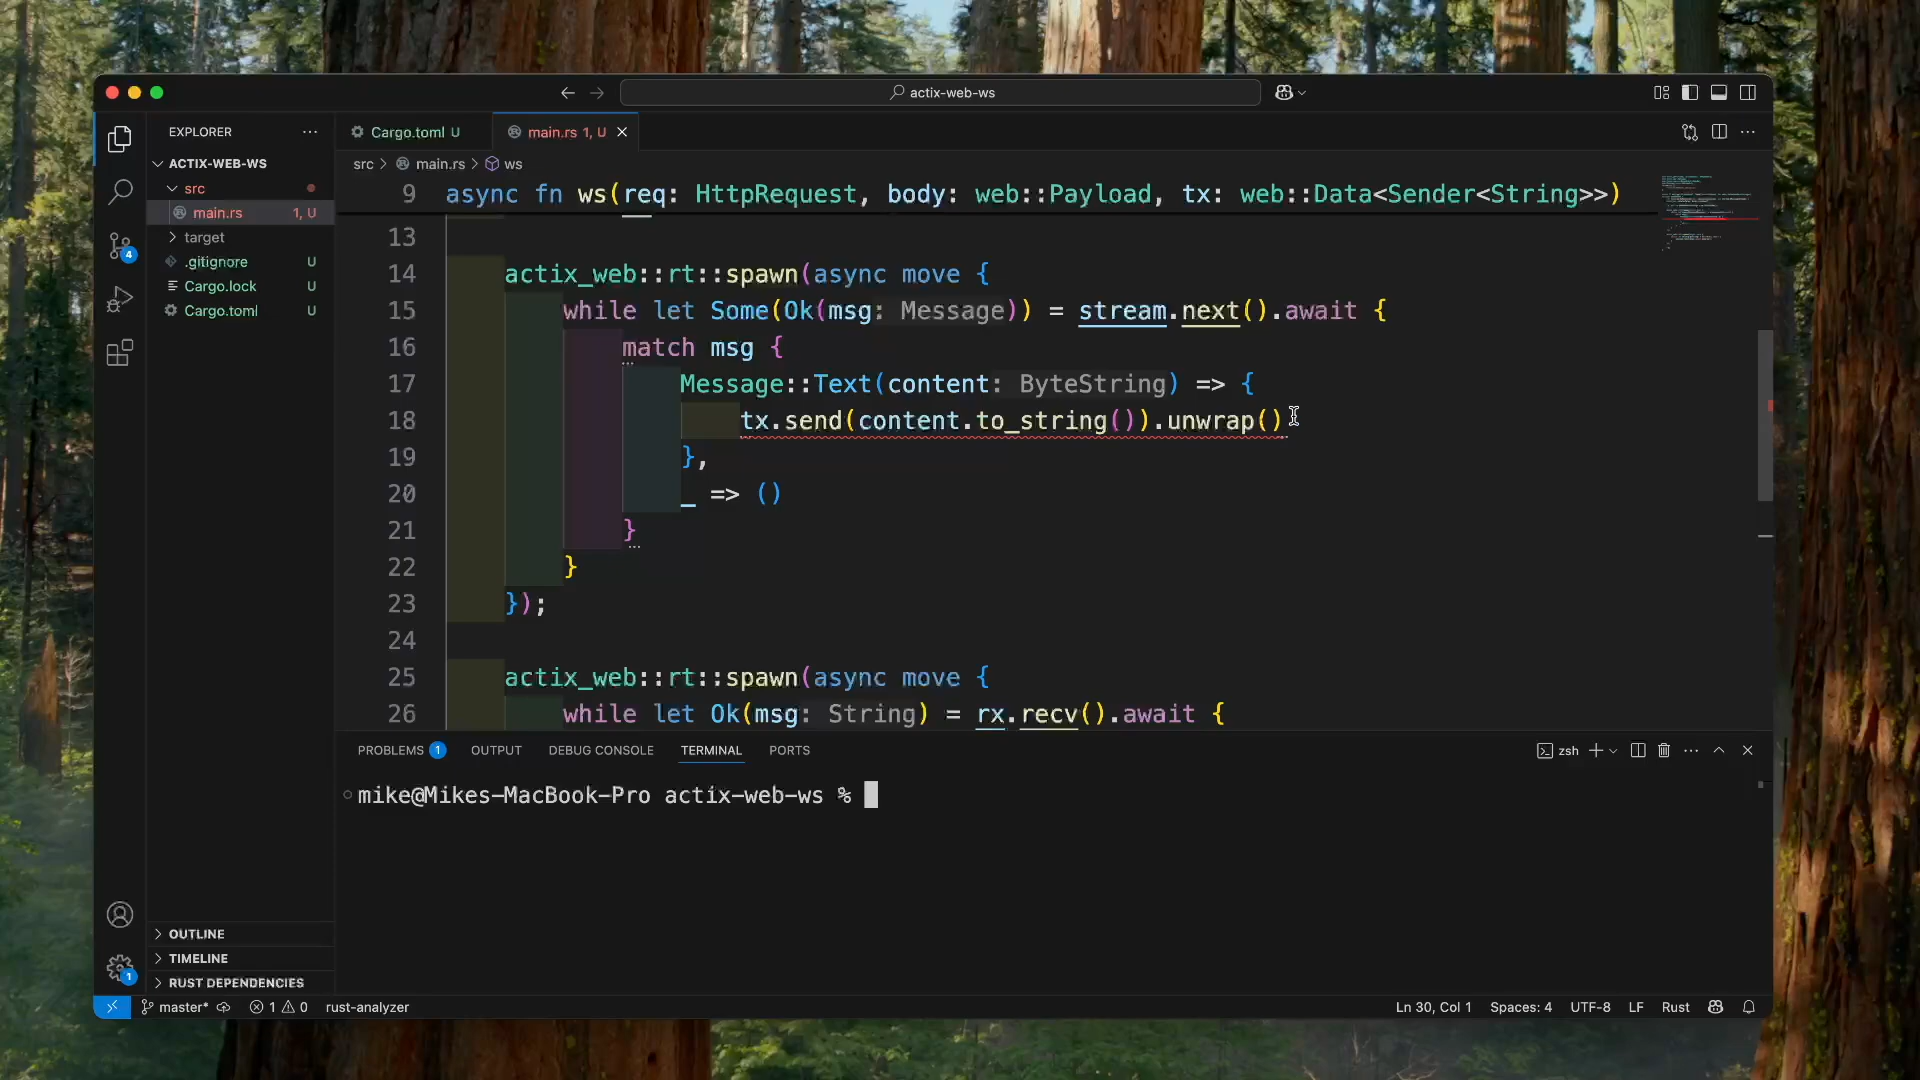 actix-web-ws
EXPLORER
ACTIX-WEB-WS
src
main.rs 1, U
target
.gitignore U
Cargo.lock U
Cargo.toml U
OUTLINE
TIMELINE
RUST DEPENDENCIES
Cargo.toml U
main.rs 1, U
src > main.rs > ws
9 async fn ws(req: HttpRequest, body: web::Payload, tx: web::Data<Sender<String>>)
13
14 actix_web::rt::spawn(async move {
15 while let Some(Ok(msg: Message)) = stream.next().await {
16 match msg {
17 Message::Text(content: ByteString) => {
18 tx.send(content.to_string()).unwrap()
19 },
20 _ => ()
21 }
22 }
23 });
24
25 actix_web::rt::spawn(async move {
26 while let Ok(msg: String) = rx.recv().await {
PROBLEMS 1 OUTPUT DEBUG CONSOLE TERMINAL PORTS
zsh
mike@Mikes-MacBook-Pro actix-web-ws %
4
1
master* 1 0 rust-analyzer
Ln 30, Col 1 Spaces: 4 UTF-8 LF Rust